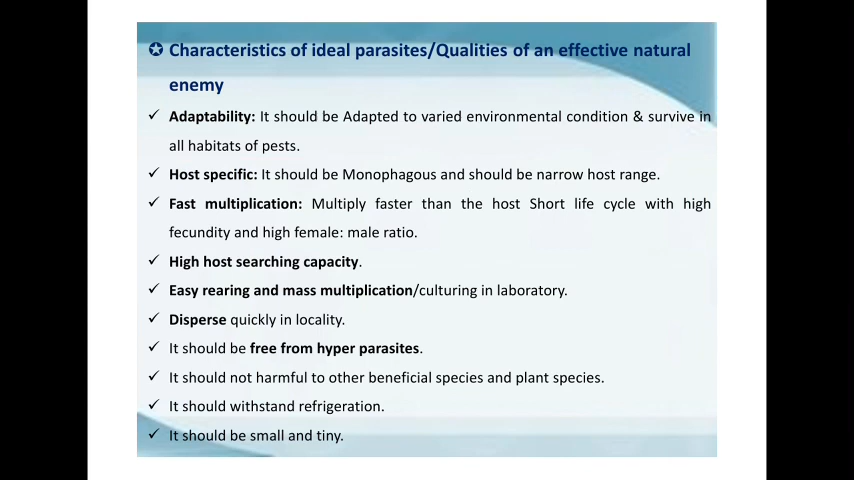 ✪ Characteristics of ideal parasites/Qualities of an effective natural
enemy
✓ Adaptability: It should be Adapted to varied environmental condition & survive in
all habitats of pests.
✓ Host specific: It should be Monophagous and should be narrow host range.
✓ Fast multiplication: Multiply faster than the host Short life cycle with high
fecundity and high female: male ratio.
✓ High host searching capacity.
✓ Easy rearing and mass multiplication/culturing in laboratory.
✓ Disperse quickly in locality.
✓ It should be free from hyper parasites.
✓ It should not harmful to other beneficial species and plant species.
✓ It should withstand refrigeration.
✓ It should be small and tiny.